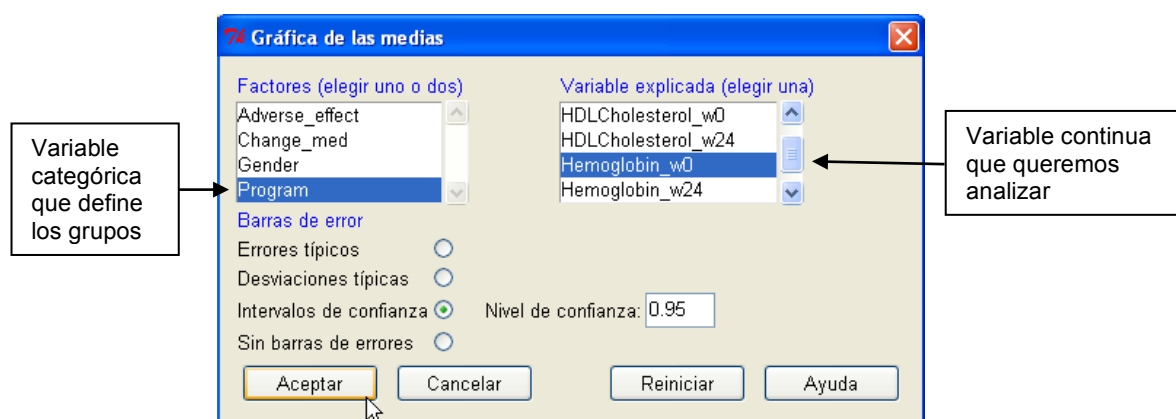 Gráfica de las medias
Factores (elegir uno o dos)
Adverse_effect
Change_med
Gender
Program
Variable explicada (elegir una)
HDLCholesterol_w0
HDLCholesterol_w24
Hemoglobin_w0
Hemoglobin_w24
Variable
categórica
que define
los grupos
Variable continua
que queremos
analizar
Barras de error
Errores típicos
Desviaciones típicas
Intervalos de confianza
Nivel de confianza: 0.95
Sin barras de errores
Aceptar
Cancelar
Reiniciar
Ayuda